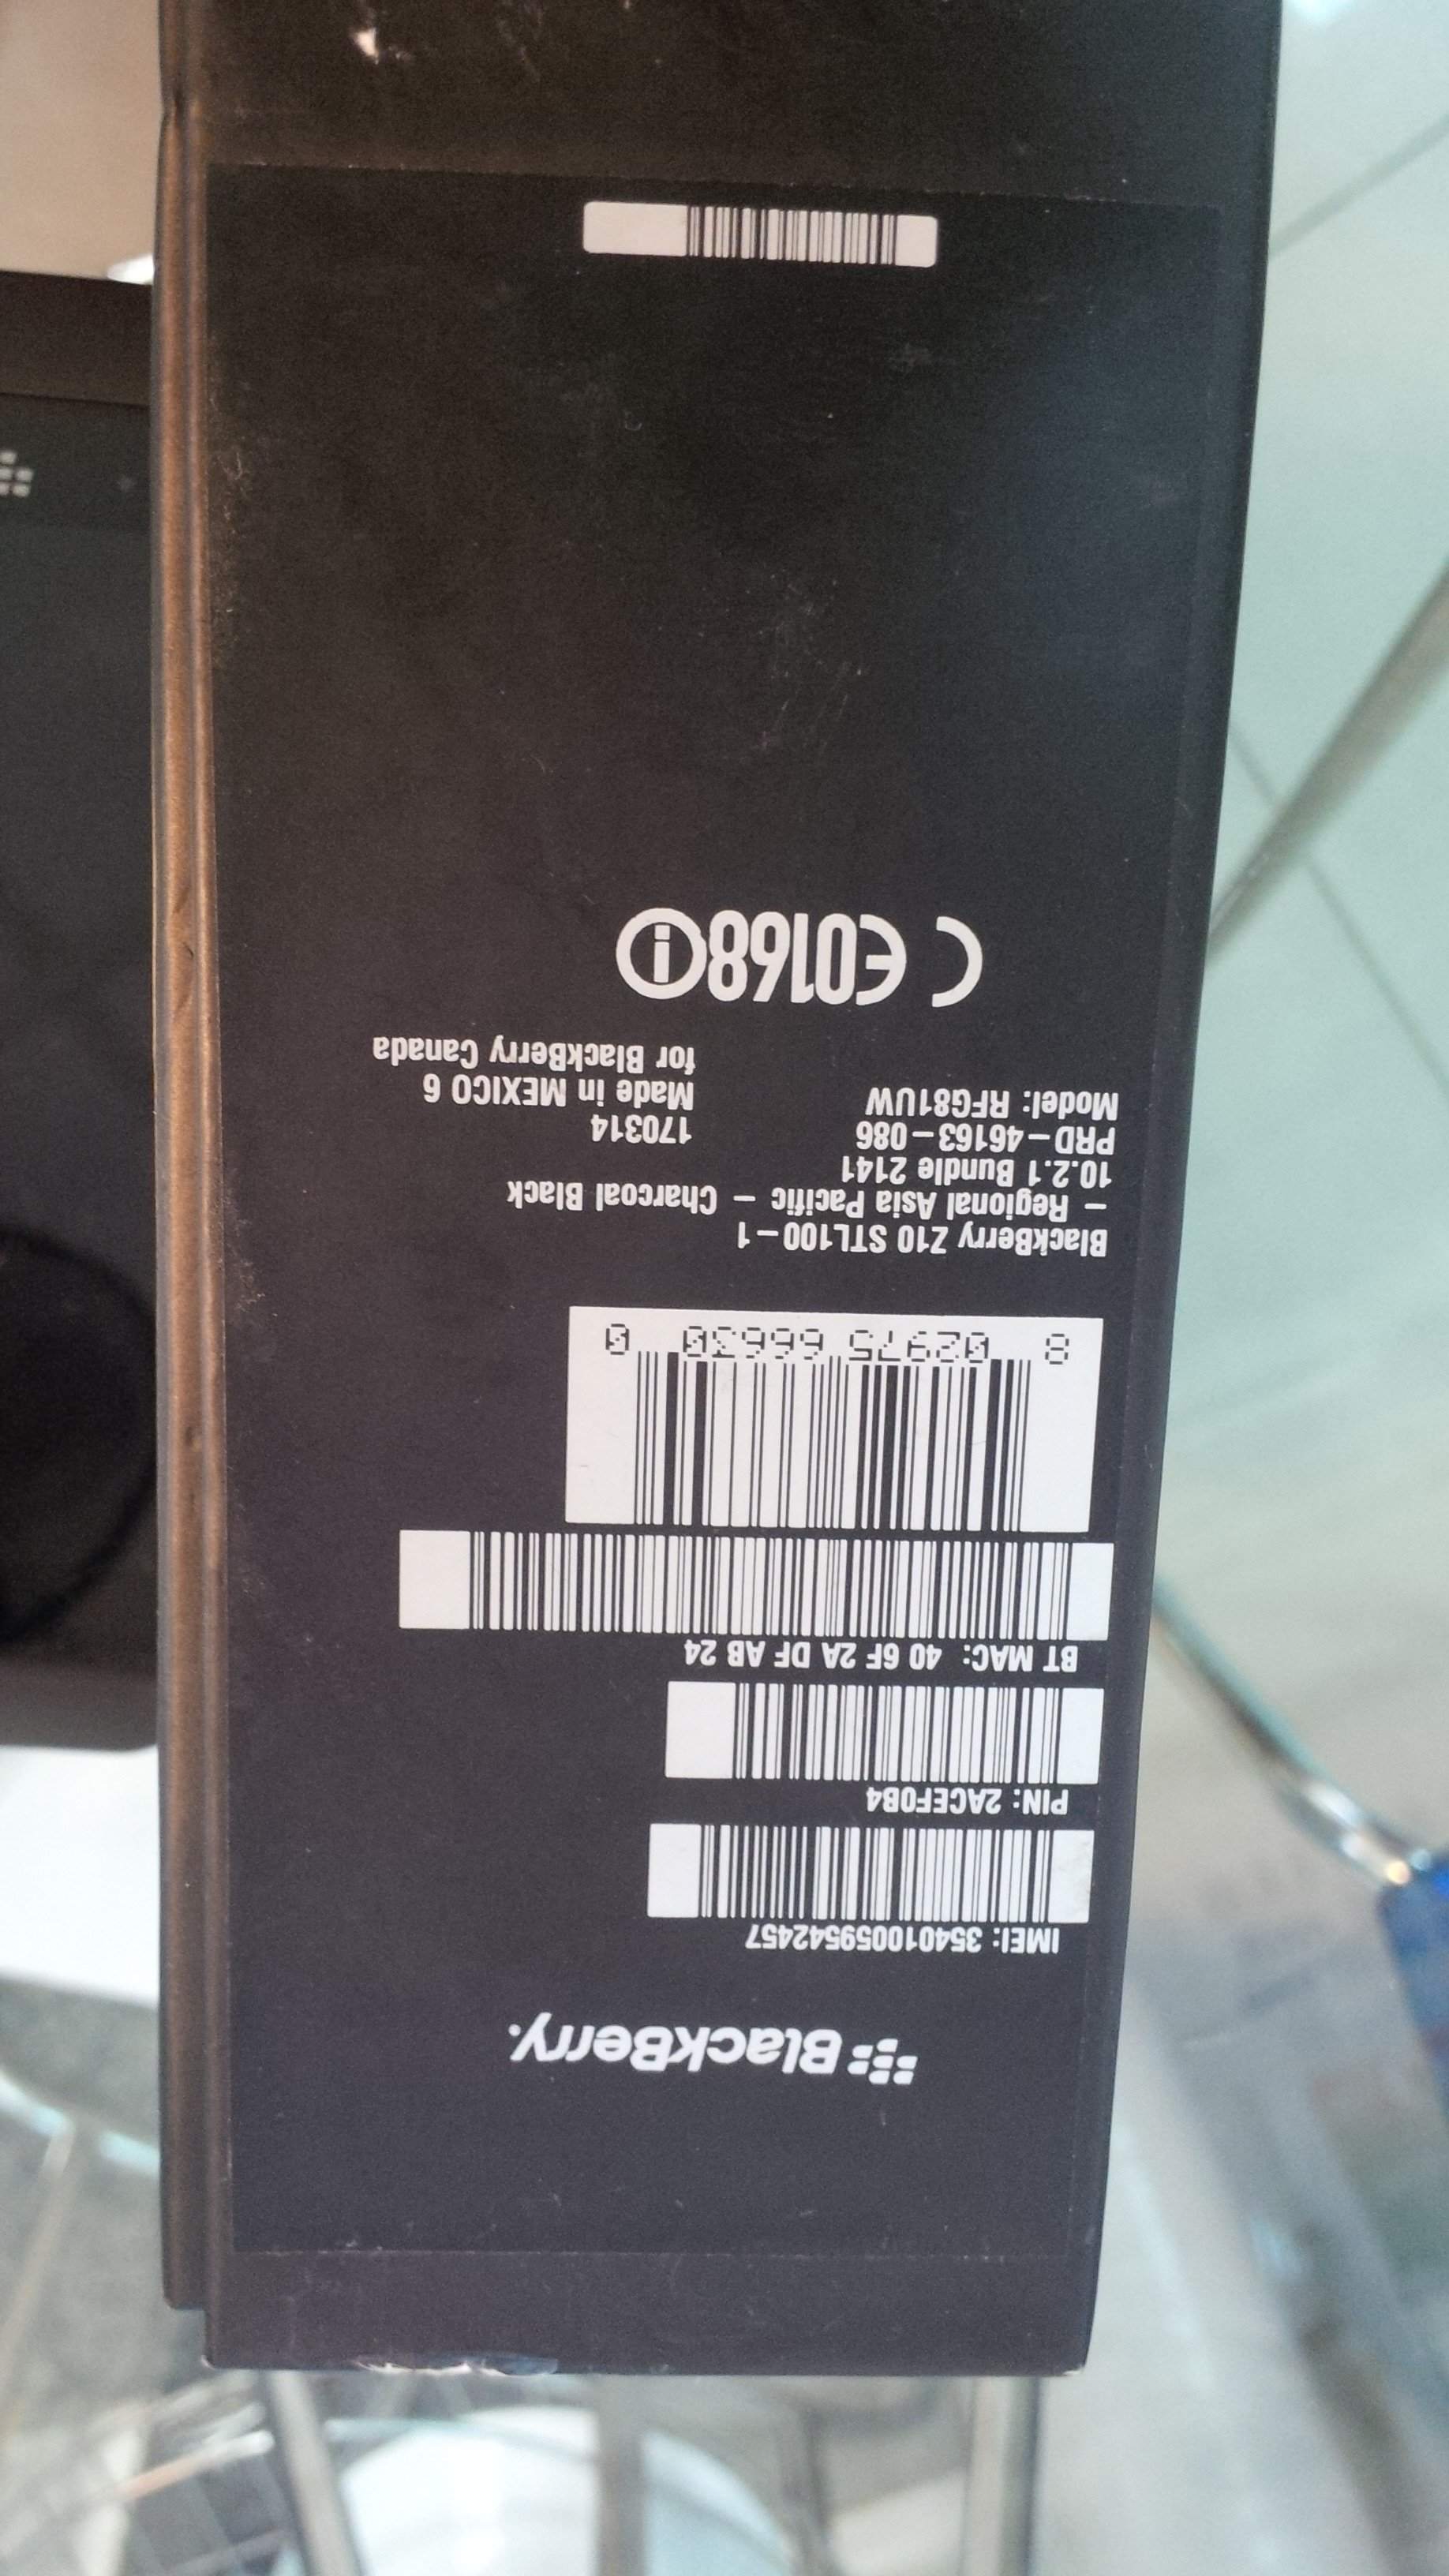 BlackBerry.
IMEI: 354010059542457
PIN: 2ACEF0B4
BT MAC: 40 6F 2A DF AB 24
8 02975 66630 0
BlackBerry Z10 STL100-1
- Regional Asia Pacific - Charcoal Black
10.2.1 Bundle 2141
PRD-46163-086
Model: RFG81UW
170314
Made in MEXICO 6
for BlackBerry Canada
CE0168